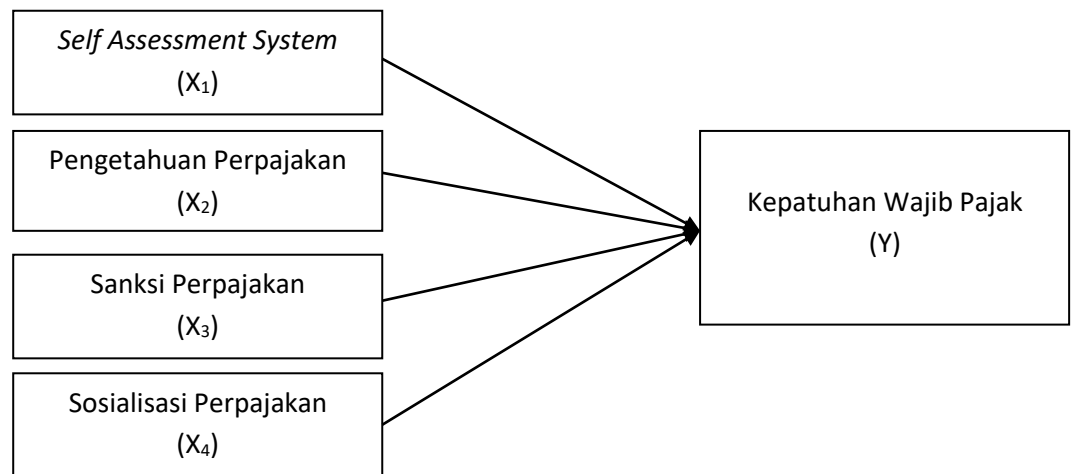 Self Assessment System
(X₁)
Pengetahuan Perpajakan
(X₂)
Sanksi Perpajakan
(X₃)
Sosialisasi Perpajakan
(X₄)
Kepatuhan Wajib Pajak
(Y)